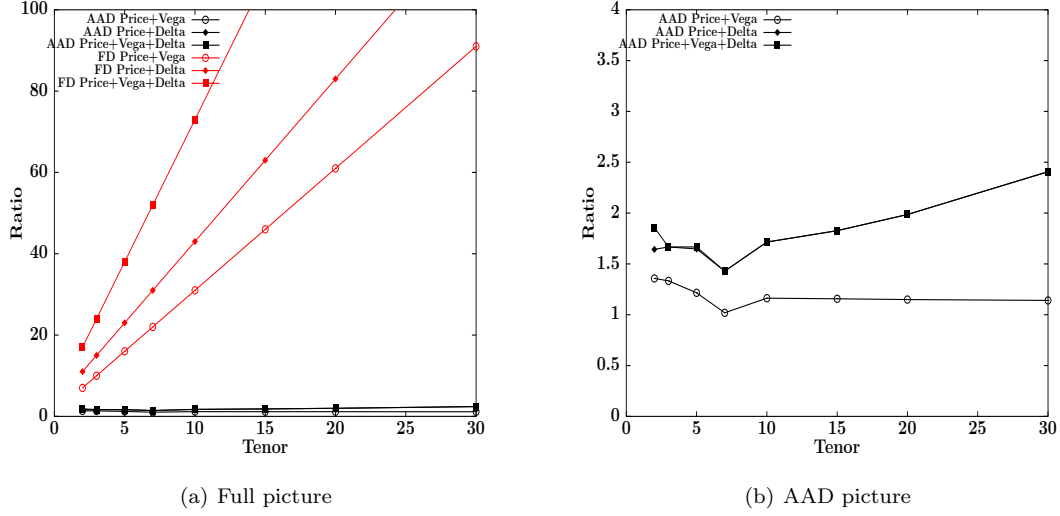 100
80
60
40
20
0
Ratio
AAD Price+Vega
AAD Price+Delta
AAD Price+Vega+Delta
FD Price+Vega
FD Price+Delta
FD Price+Vega+Delta
0 5 10 15 20 25 30
Tenor
(a) Full picture
4
3.5
3
2.5
2
1.5
1
0.5
0
Ratio
AAD Price+Vega
AAD Price+Delta
AAD Price+Vega+Delta
0 5 10 15 20 25 30
Tenor
(b) AAD picture